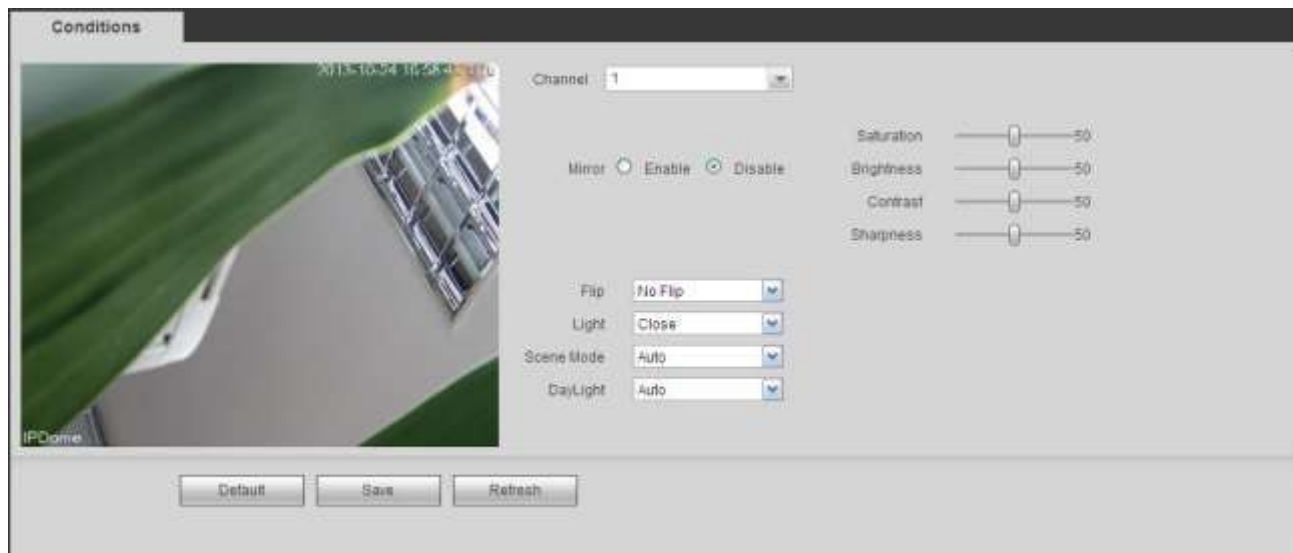 Conditions
Channel 1
Mirror Enable Disable
Saturation 50
Brightness 50
Contrast 50
Sharpness 50
Flip No Flip
Light Close
Scene Mode Auto
DayLight Auto
IPDome
Default Save Refresh